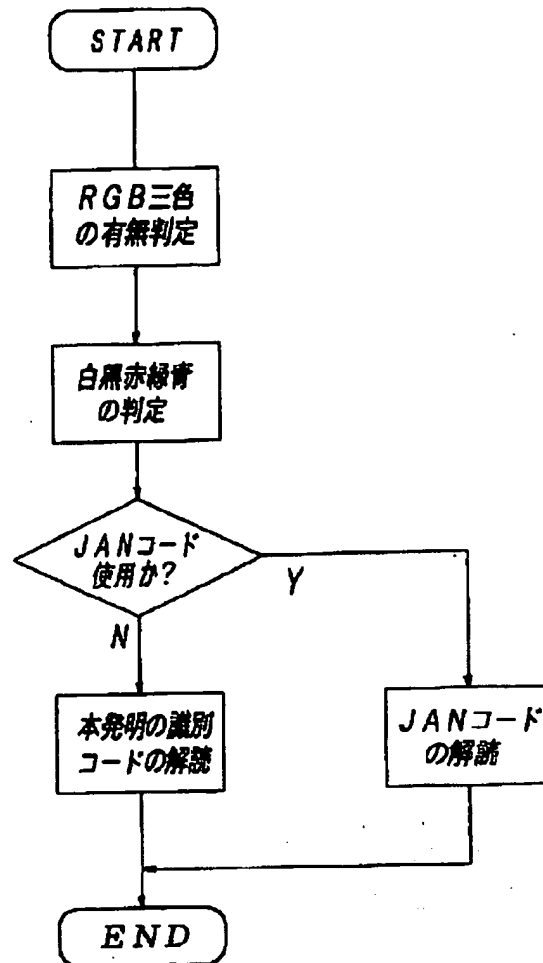 START
RGB三色
の有無判定
白黒赤緑青
の判定
JANコード
使用か?
Y
N
本発明の識別
コードの解読
JANコード
の解読
END